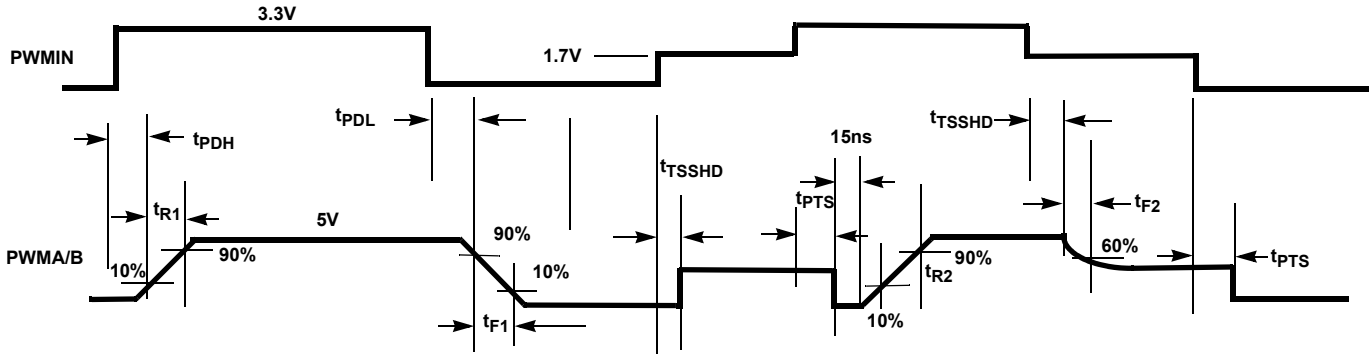 3.3V
PWMIN
1.7V
tPDH
tPDL
tTSSHD
15ns
tTSSHD
tR1
5V
tPTS
tF2
PWMA/B
10%
90%
90%
10%
tF1
tR2
90%
10%
60%
tPTS